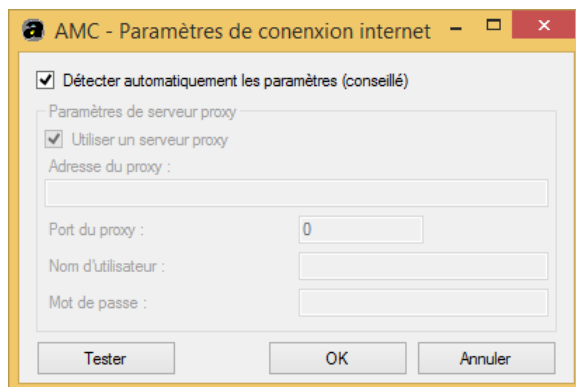 AMC - Paramètres de conenxion internet
Détecter automatiquement les paramètres (conseillé)
Paramètres de serveur proxy
Utiliser un serveur proxy
Adresse du proxy :
Port du proxy : 0
Nom d'utilisateur :
Mot de passe :
Tester OK Annuler